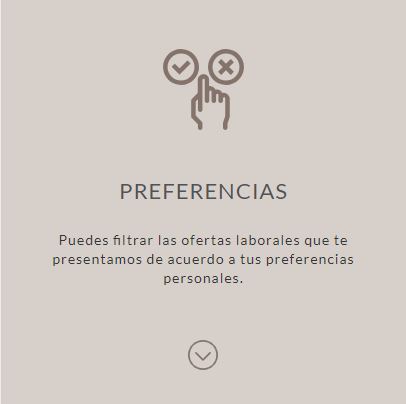 PREFERENCIAS
Puedes filtrar las ofertas laborales que te
presentamos de acuerdo a tus preferencias
personales.